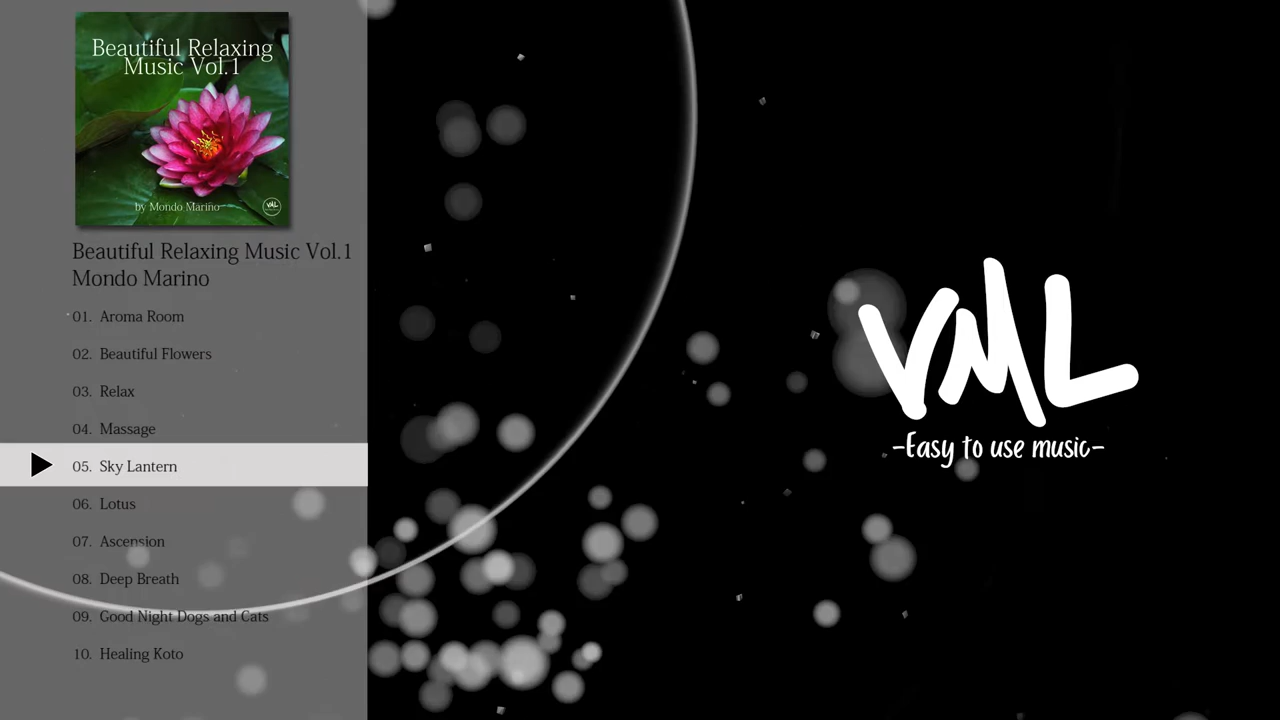 Beautiful Relaxing
Music Vol.1
by Mondo Marino
VML
Beautiful Relaxing Music Vol.1
Mondo Marino
01. Aroma Room
02. Beautiful Flowers
03. Relax
04. Massage
05. Sky Lantern
06. Lotus
07. Ascension
08. Deep Breath
09. Good Night Dogs and Cats
10. Healing Koto
VML
-Easy to use music-